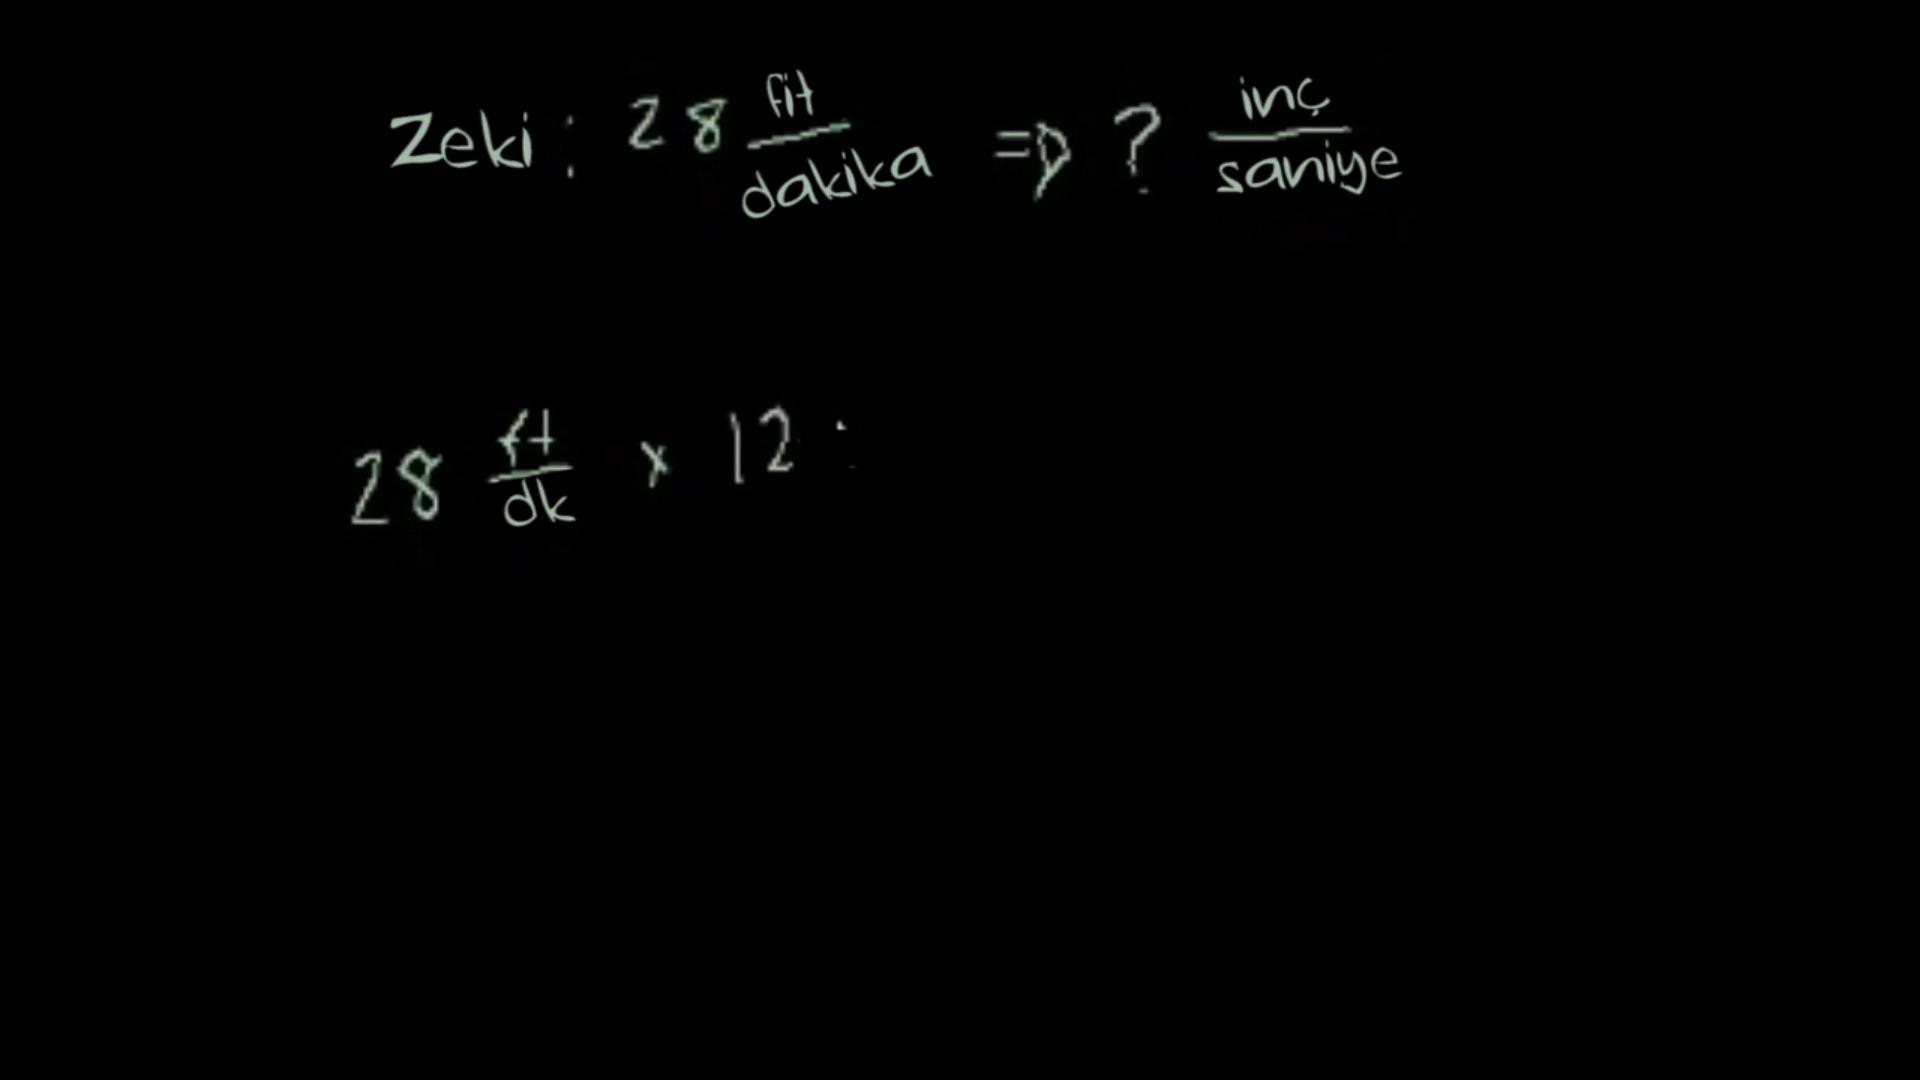 Zeki : 28 fit/dakika => ? inç/saniye
28 ft/dk x 12